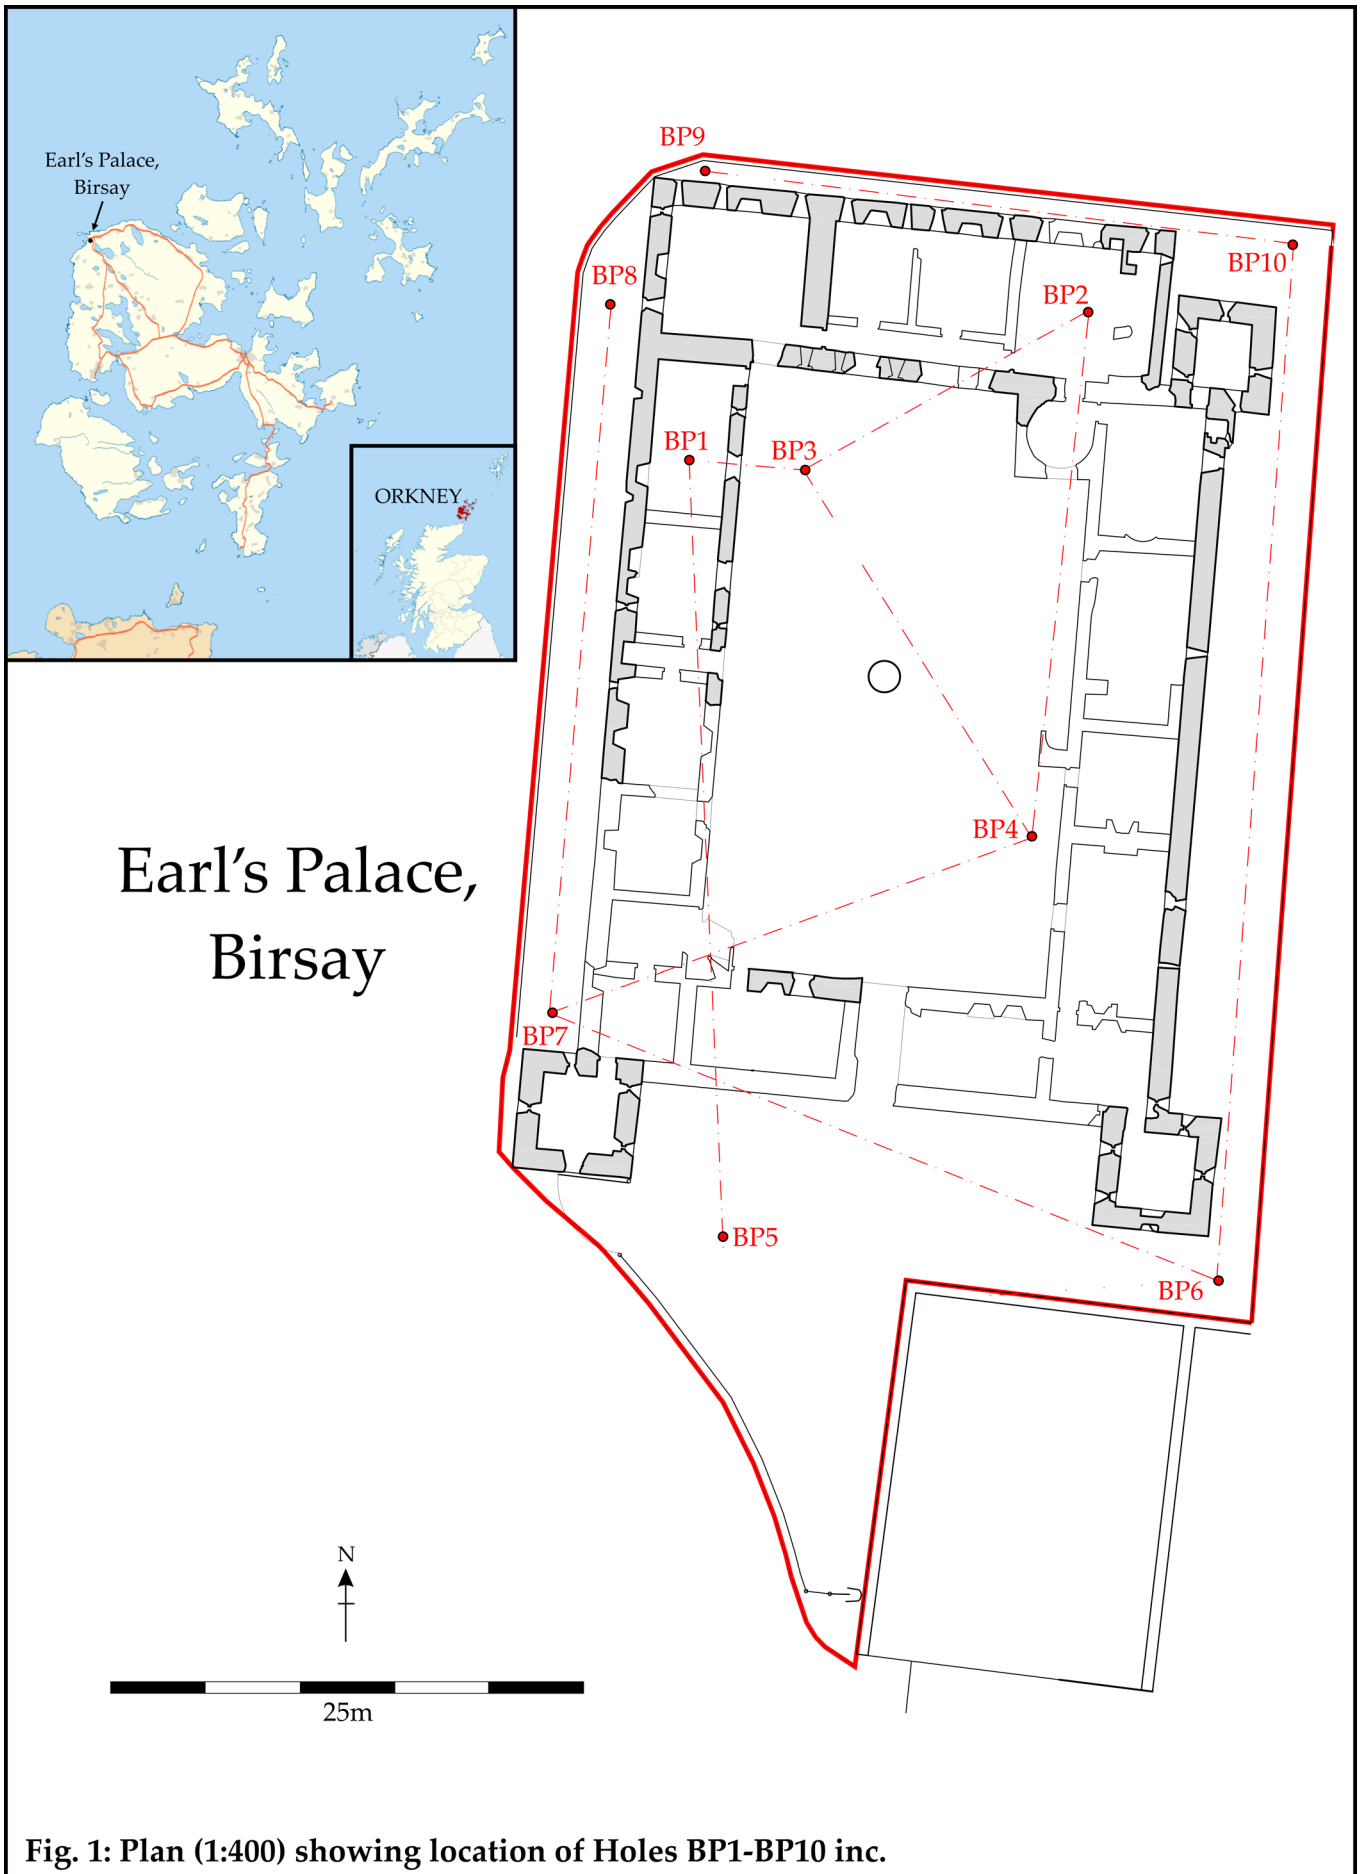 Earl's Palace,
Birsay
ORKNEY
BP9
BP10
BP8
BP2
BP1
BP3
BP4
Earl's Palace,
Birsay
BP7
BP5
BP6
N
25m
Fig. 1: Plan (1:400) showing location of Holes BP1-BP10 inc.